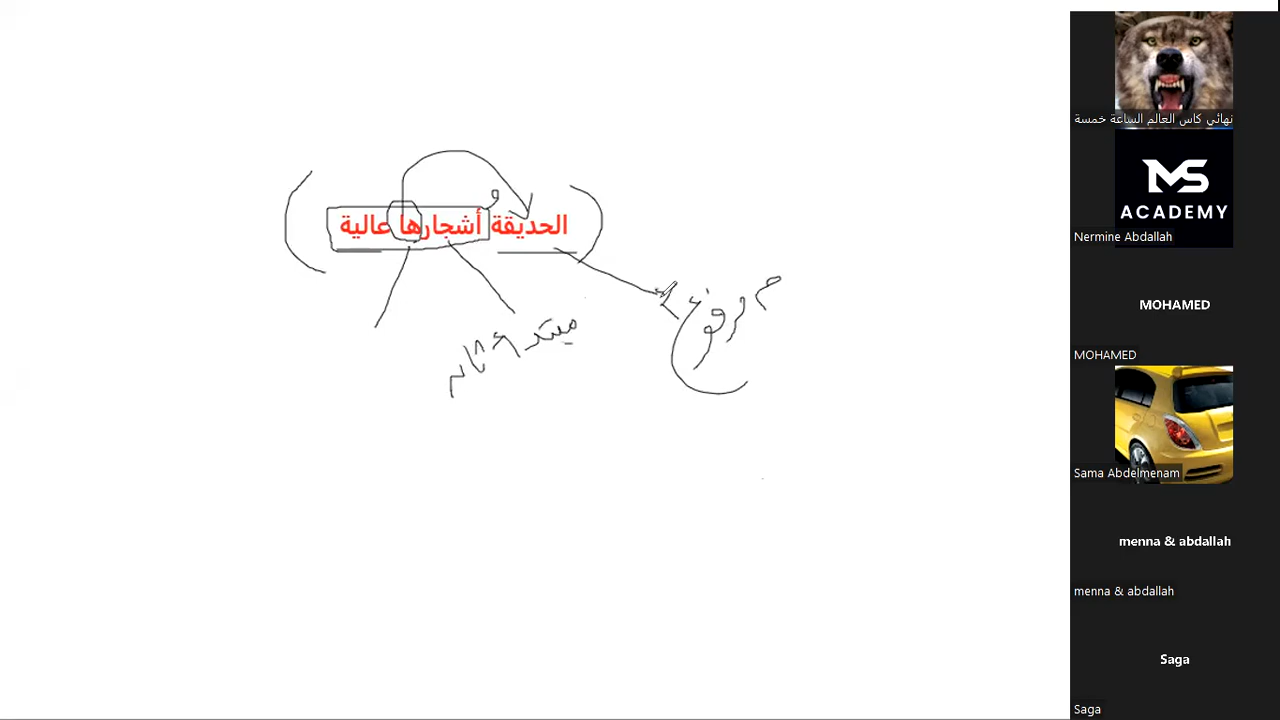 الحديقة أشجارها عالية
و
مرفوع
مبتدأ ثان
نهائي كاس العالم الساعة خمسة
MS
ACADEMY
Nermine Abdallah
MOHAMED
MOHAMED
Sama Abdelmenam
menna & abdallah
menna & abdallah
Saga
Saga